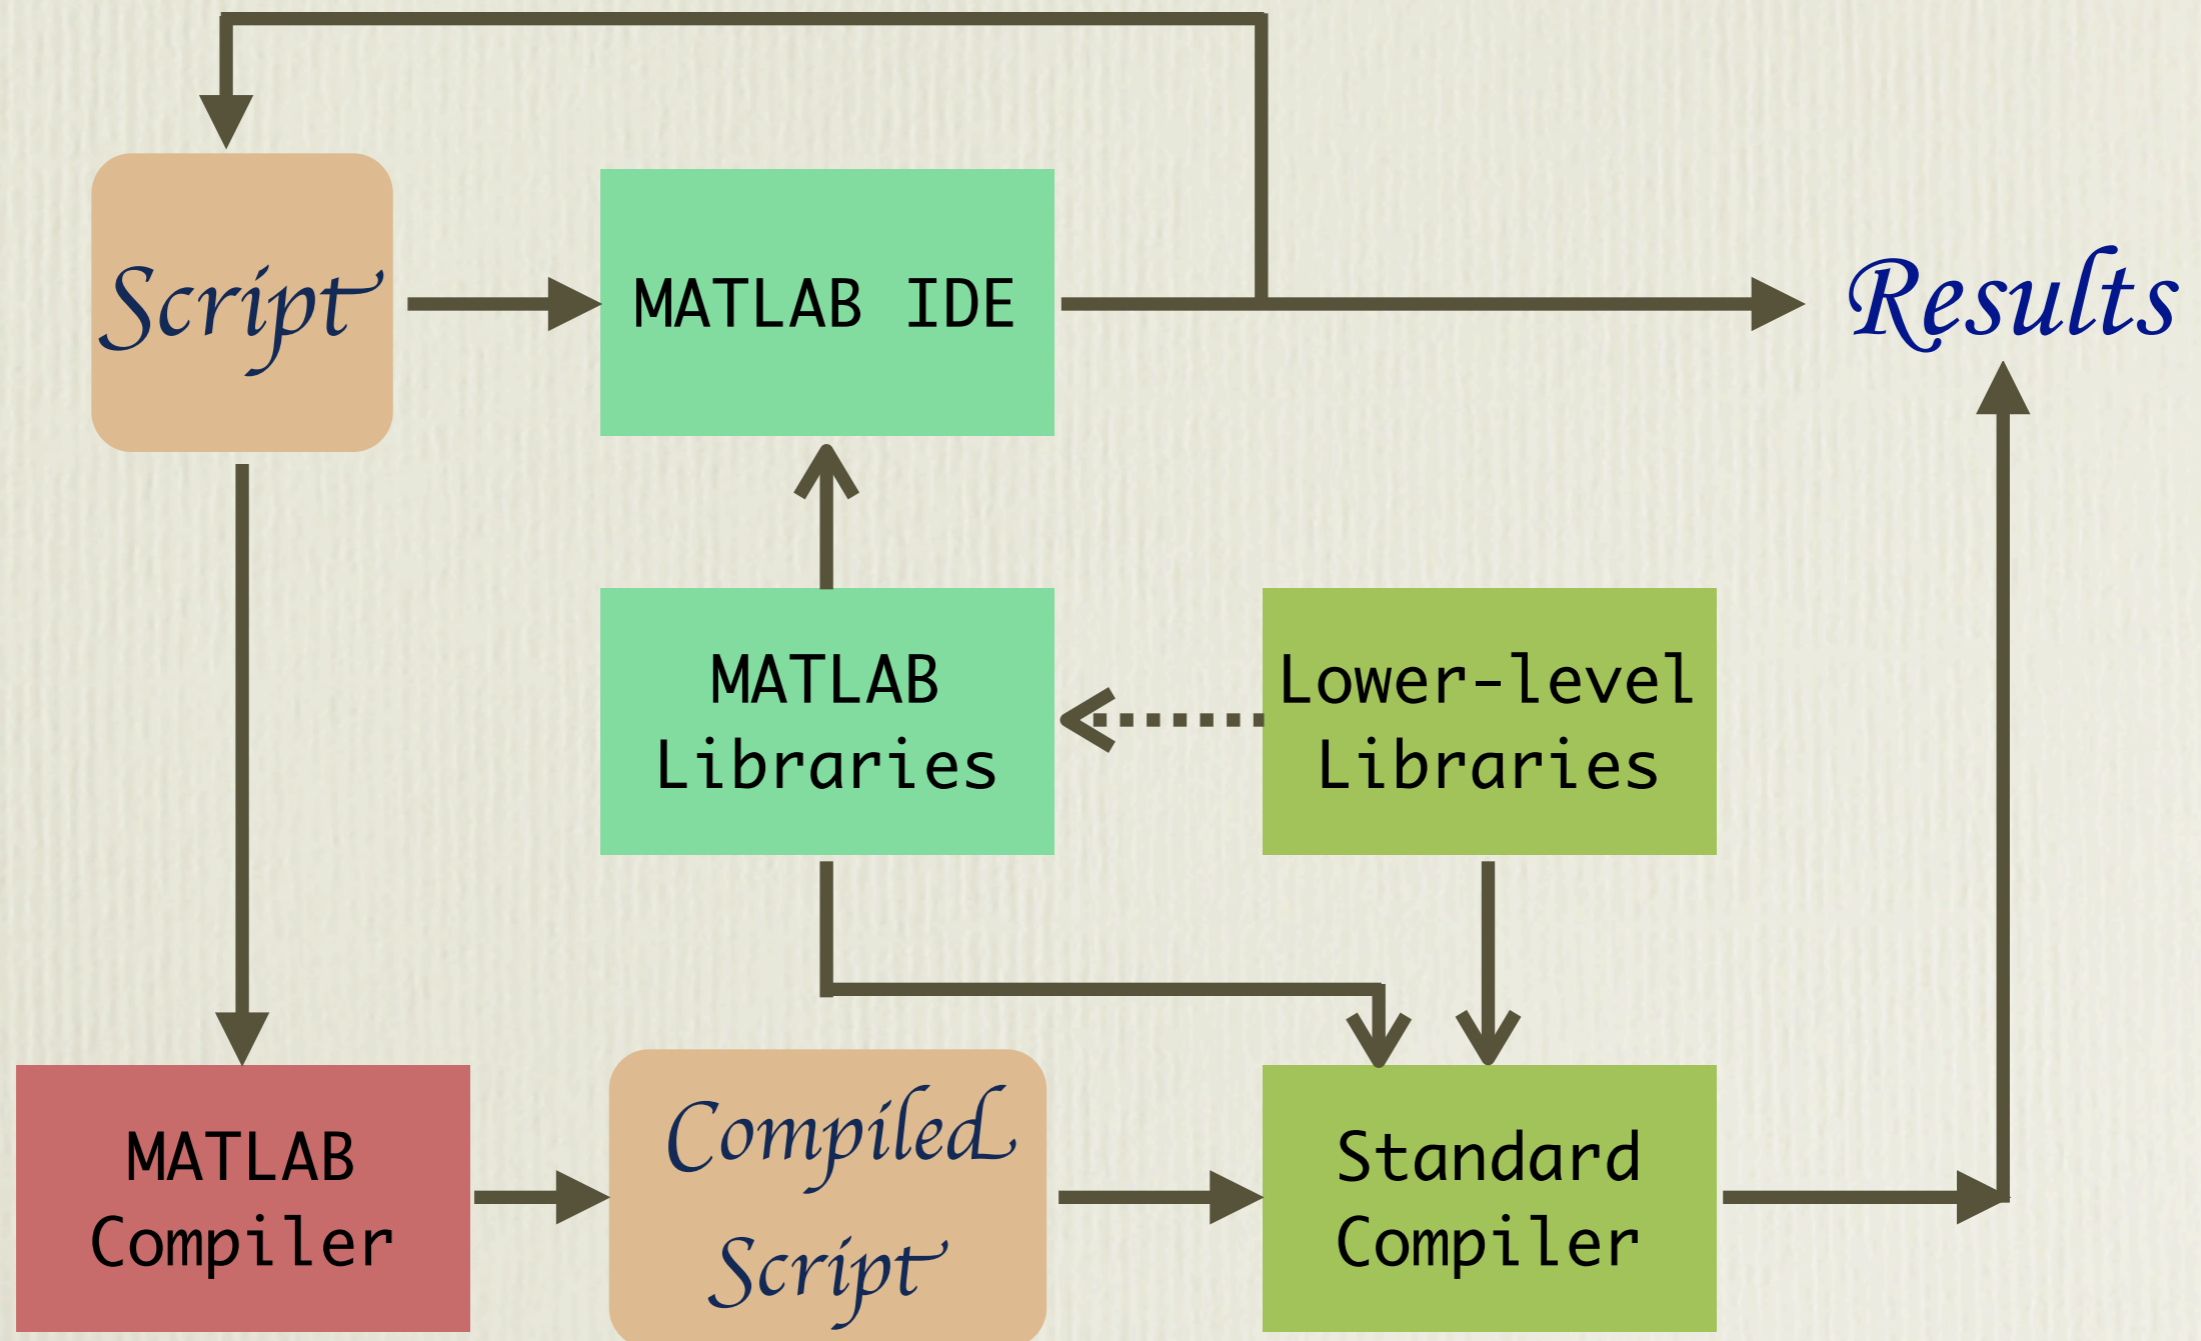 Script
MATLAB IDE
Results
MATLAB
Libraries
Lower-level
Libraries
MATLAB
Compiler
Compiled
Script
Standard
Compiler